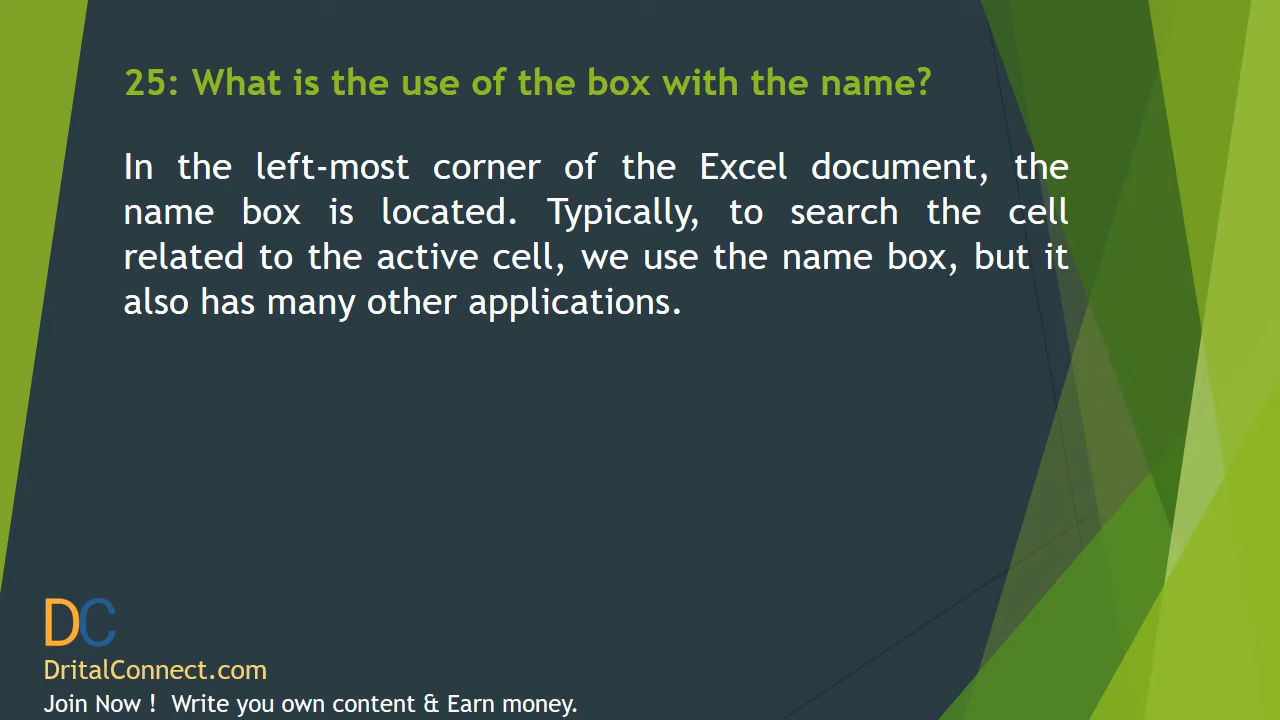 25: What is the use of the box with the name?
In the left-most corner of the Excel document, the
name box is located. Typically, to search the cell
related to the active cell, we use the name box, but it
also has many other applications.
DC
DritalConnect.com
Join Now ! Write you own content & Earn money.